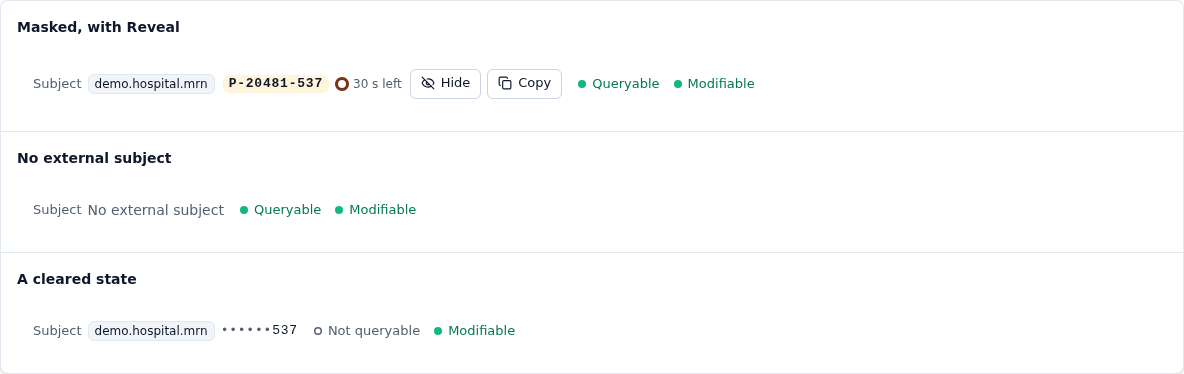 Masked, with Reveal
Subject demo.hospital.mrn P-20481-537 30 s left Hide Copy Queryable Modifiable
No external subject
Subject No external subject Queryable Modifiable
A cleared state
Subject demo.hospital.mrn ••••••537 Not queryable Modifiable